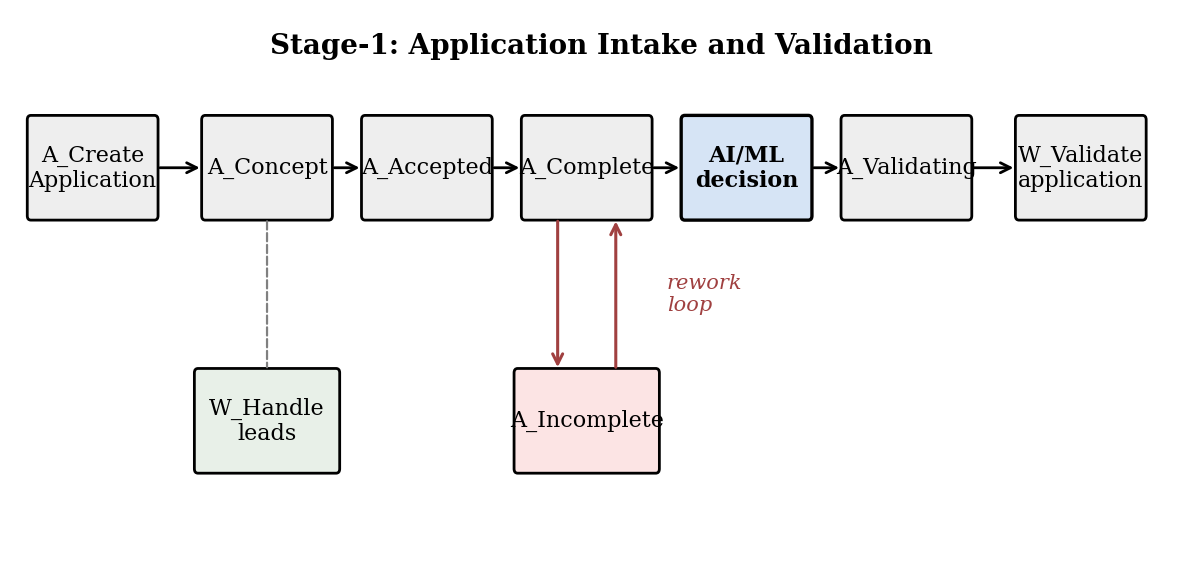 Stage-1: Application Intake and Validation
A_Create
Application
A_Concept
A_Accepted
A_Complete
AI/ML
decision
A_Validating
W_Validate
application
rework
loop
W_Handle
leads
A_Incomplete